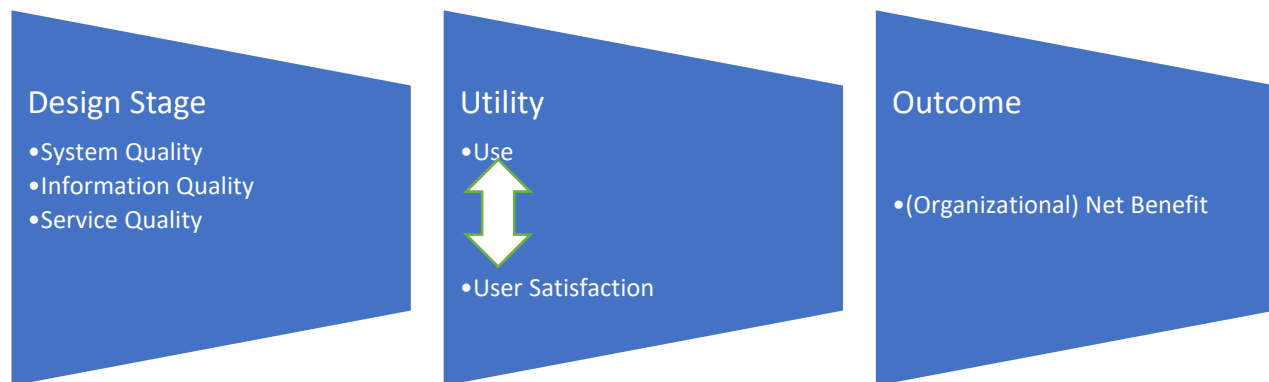 Design Stage
•System Quality
•Information Quality
•Service Quality
Utility
•Use
•User Satisfaction
Outcome
•(Organizational) Net Benefit